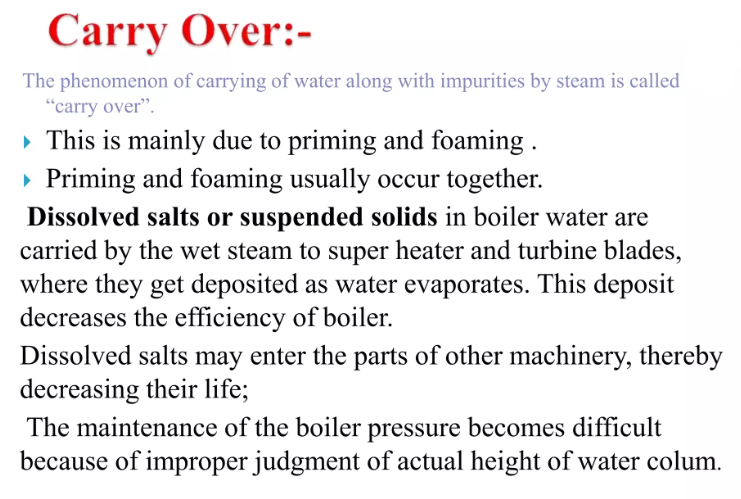 Carry Over:-
The phenomenon of carrying of water along with impurities by steam is called
“carry over”.
This is mainly due to priming and foaming .
Priming and foaming usually occur together.
Dissolved salts or suspended solids in boiler water are
carried by the wet steam to super heater and turbine blades,
where they get deposited as water evaporates. This deposit
decreases the efficiency of boiler.
Dissolved salts may enter the parts of other machinery, thereby
decreasing their life;
The maintenance of the boiler pressure becomes difficult
because of improper judgment of actual height of water colum.